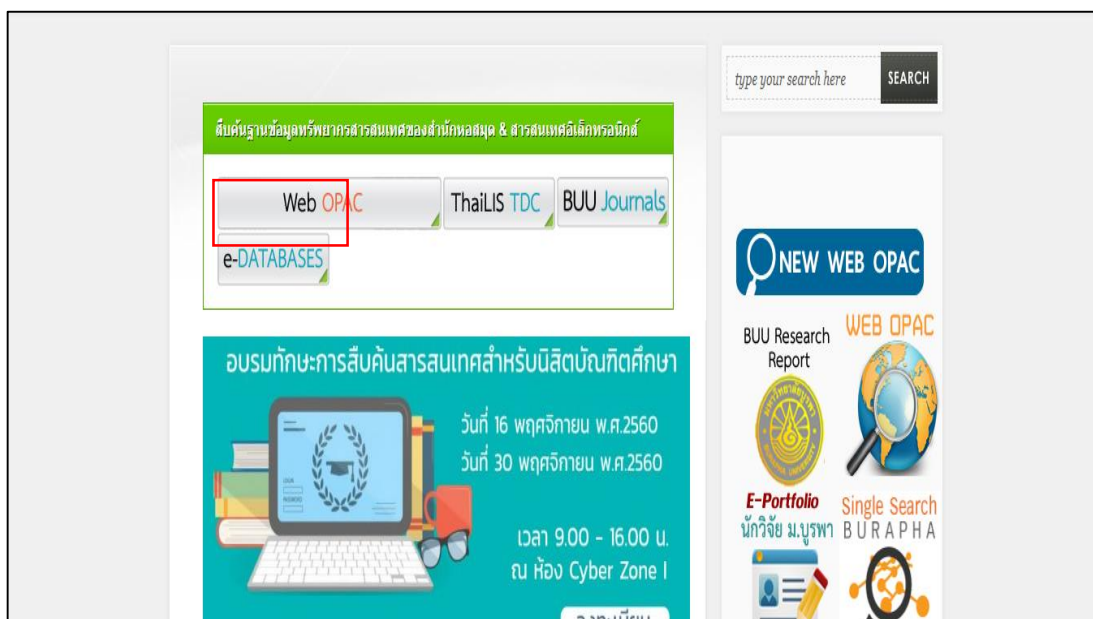 type your search here SEARCH
สืบค้นฐานข้อมูลทรัพยากรสารสนเทศของสำนักหอสมุด & สารสนเทศอิเล็กทรอนิกส์
Web OPAC ThaiLIS TDC BUU Journals
e-DATABASES
NEW WEB OPAC
อบรมทักษะการสืบค้นสารสนเทศสำหรับนิสิตบัณฑิตศึกษา
วันที่ 16 พฤศจิกายน พ.ศ.2560
วันที่ 30 พฤศจิกายน พ.ศ.2560
เวลา 9.00 - 16.00 น.
ณ ห้อง Cyber Zone I
BUU Research
Report
WEB OPAC
E-Portfolio
นักวิจัย ม.บูรพา
Single Search
BURAPHA